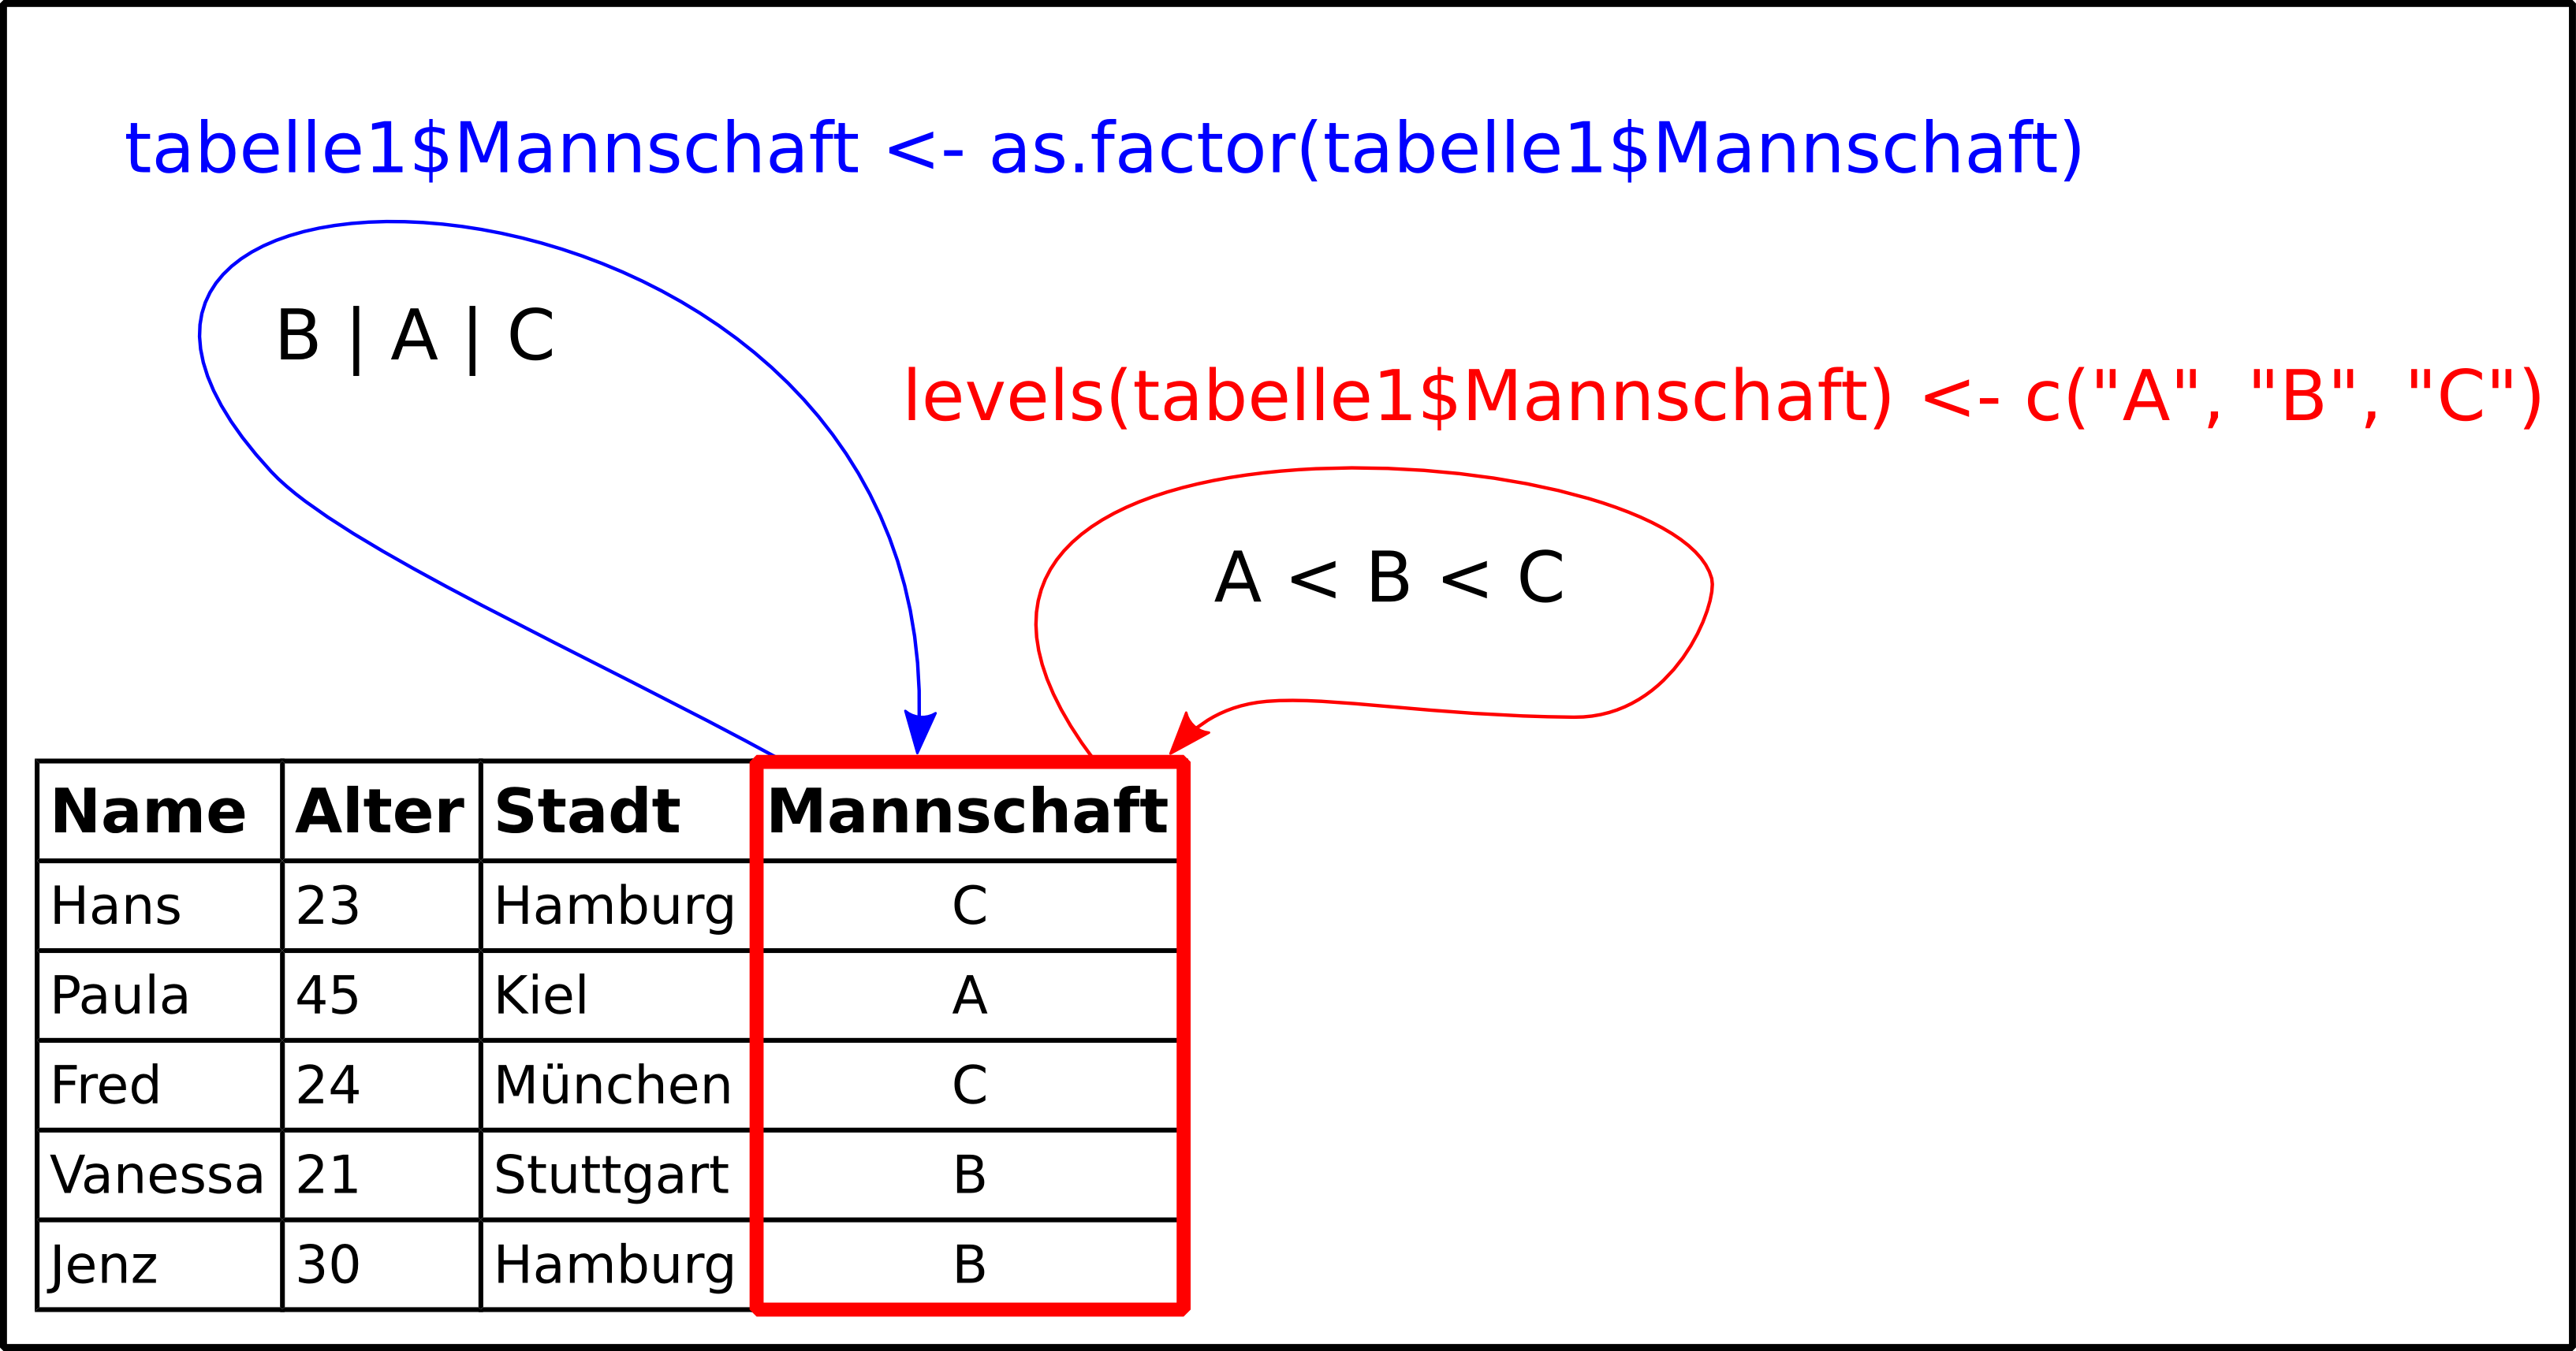 tabelle1$Mannschaft <- as.factor(tabelle1$Mannschaft)
B | A | C
levels(tabelle1$Mannschaft) <- c("A", "B", "C")
A < B < C
Name Alter Stadt Mannschaft
Hans 23 Hamburg C
Paula 45 Kiel A
Fred 24 München C
Vanessa 21 Stuttgart B
Jenz 30 Hamburg B